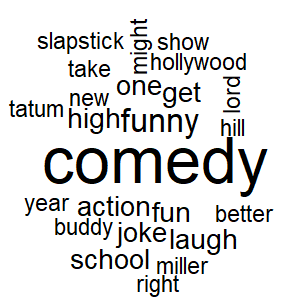 slapstick might show
take hollywood
one get lord
tatum new
high funny hill
comedy
year action fun better
buddy joke laugh
school miller
right